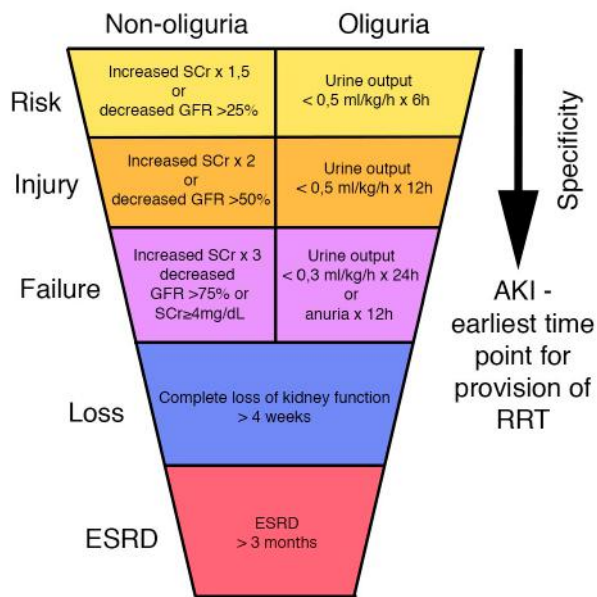 Non-oliguria
Oliguria
Risk
Increased SCr x 1,5
or
decreased GFR >25%
Urine output
< 0,5 ml/kg/h x 6h
Injury
Increased SCr x 2
or
decreased GFR >50%
Urine output
< 0,5 ml/kg/h x 12h
Failure
Increased SCr x 3
decreased
GFR >75% or
SCr≥4mg/dL
Urine output
< 0,3 ml/kg/h x 24h
or
anuria x 12h
Loss
Complete loss of kidney function
> 4 weeks
ESRD
ESRD
> 3 months
Specificity
AKI -
earliest time
point for
provision of
RRT